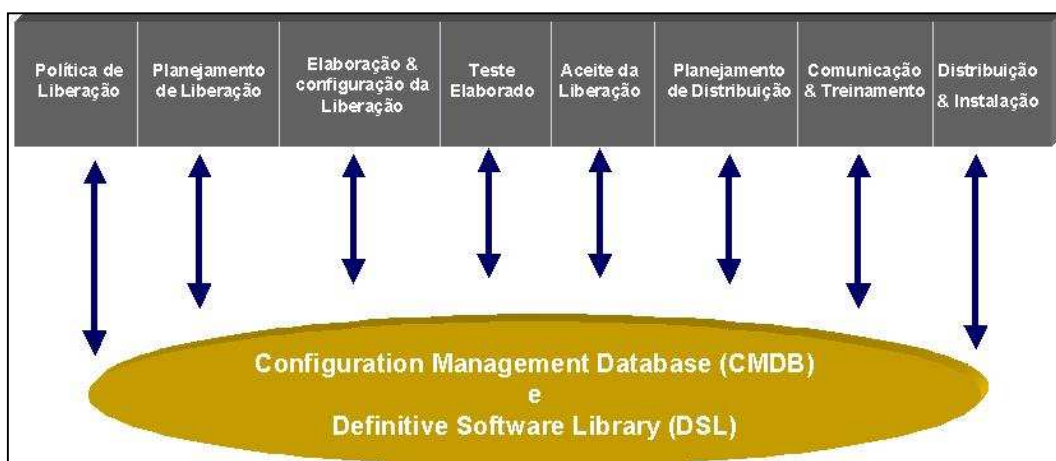 Política de
Liberação
Planejamento
de Liberação
Elaboração &
configuração da
Liberação
Teste
Elaborado
Aceite da
Liberação
Planejamento
de Distribuição
Comunicação
& Treinamento
Distribuição
& Instalação
Configuration Management Database (CMDB)
e
Definitive Software Library (DSL)